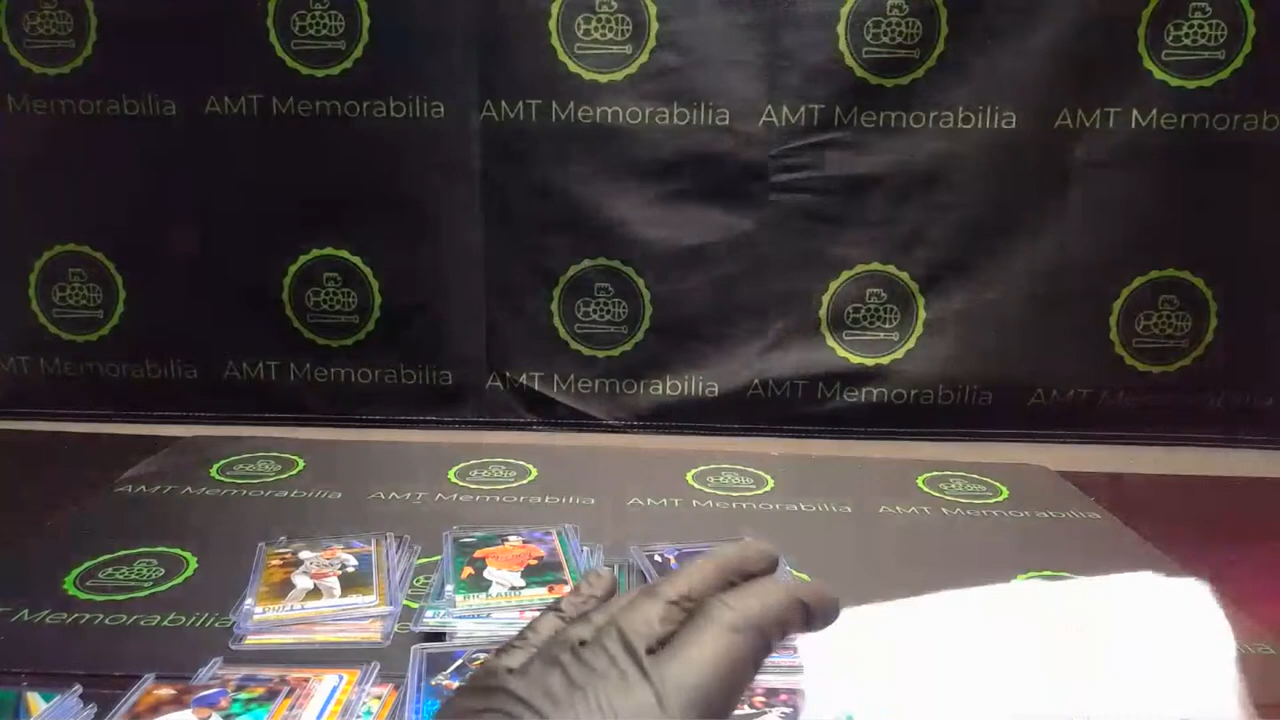 Memorabilia AMT Memorabilia AMT Memorabilia AMT Memorabilia AMT Memorab
MT Memorabilia AMT Memorabilia AMT Memorabilia AMT Memorabilia AMT
AMT Memorabilia AMT Memorabilia AMT Memorabilia AMT Memorabilia
Memorabilia
DUFFY
RICKARD